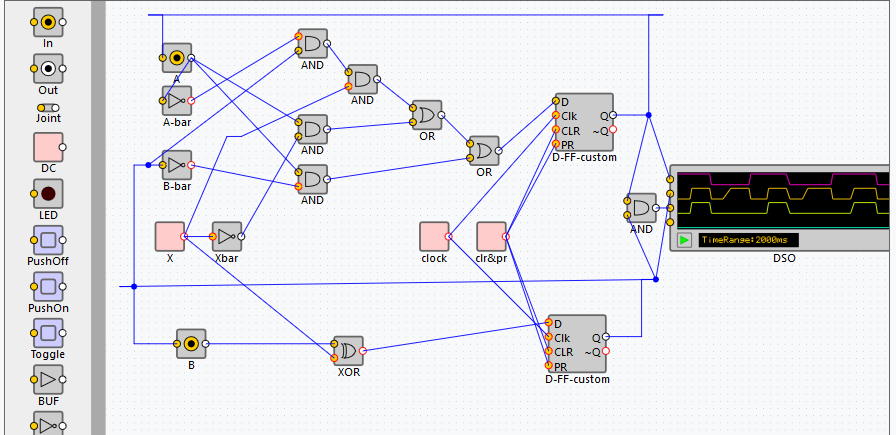 In
Out
Joint
DC
LED
PushOff
PushOn
Toggle
BUF
A
A-bar
B-bar
AND
AND
AND
AND
OR
OR
D
Clk
CLR
PR
Q
~Q
D-FF-custom
X
Xbar
clock
clr&pr
AND
TimeRange:2000ms
DSO
B
XOR
D
Clk
CLR
PR
Q
~Q
D-FF-custom